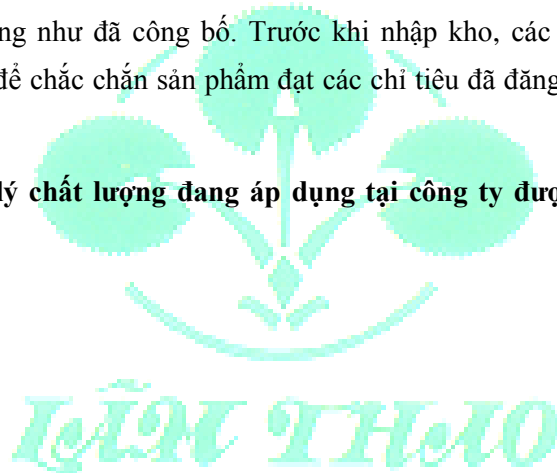 ng như đã công bố. Trước khi nhập kho, các
để chắc chắn sản phẩm đạt các chỉ tiêu đã đăng
lý chất lượng đang áp dụng tại công ty đượ
LÂM THAO